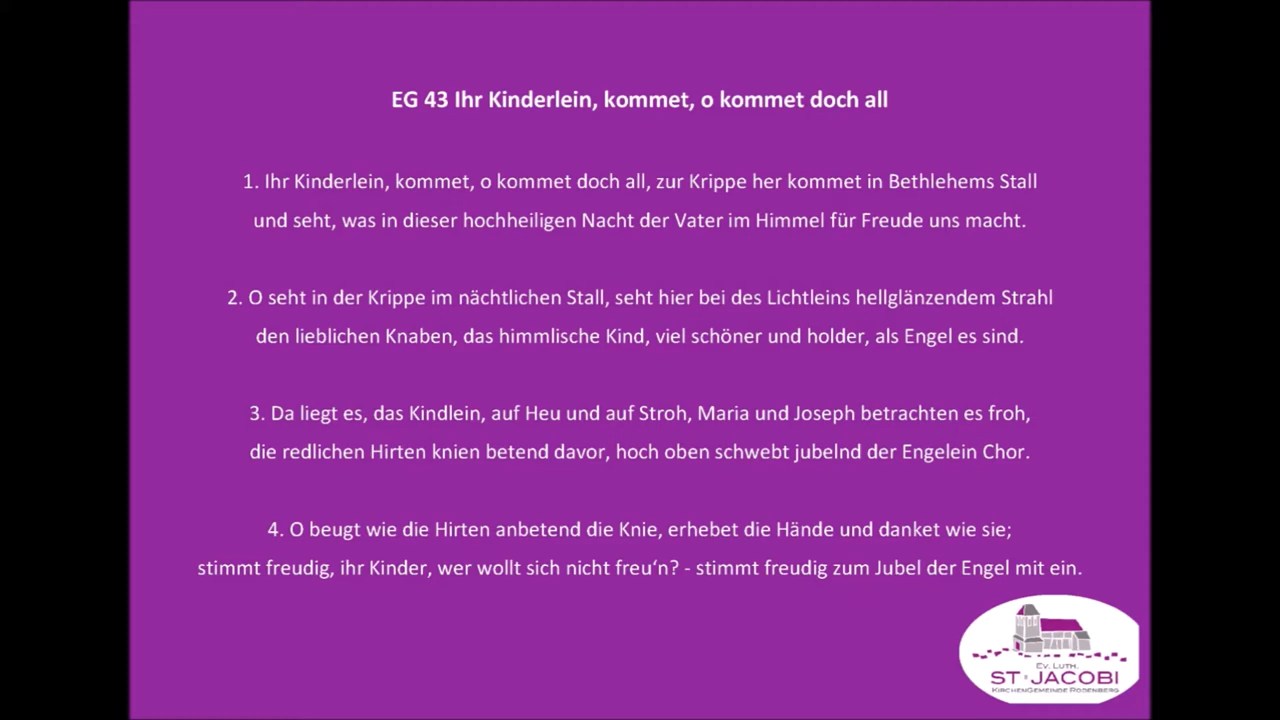 EG 43 Ihr Kinderlein, kommet, o kommet doch all
1. Ihr Kinderlein, kommet, o kommet doch all, zur Krippe her kommet in Bethlehems Stall
und seht, was in dieser hochheiligen Nacht der Vater im Himmel für Freude uns macht.
2. O seht in der Krippe im nächtlichen Stall, seht hier bei des Lichtleins hellglänzendem Strahl
den lieblichen Knaben, das himmlische Kind, viel schöner und holder, als Engel es sind.
3. Da liegt es, das Kindlein, auf Heu und auf Stroh, Maria und Joseph betrachten es froh,
die redlichen Hirten knien betend davor, hoch oben schwebt jubelnd der Engelein Chor.
4. O beugt wie die Hirten anbetend die Knie, erhebet die Hände und danket wie sie;
stimmt freudig, ihr Kinder, wer wollt sich nicht freu‘n? - stimmt freudig zum Jubel der Engel mit ein.
Ev. Luth.
ST. JACOBI
KirchenGemeinde Rodenberg